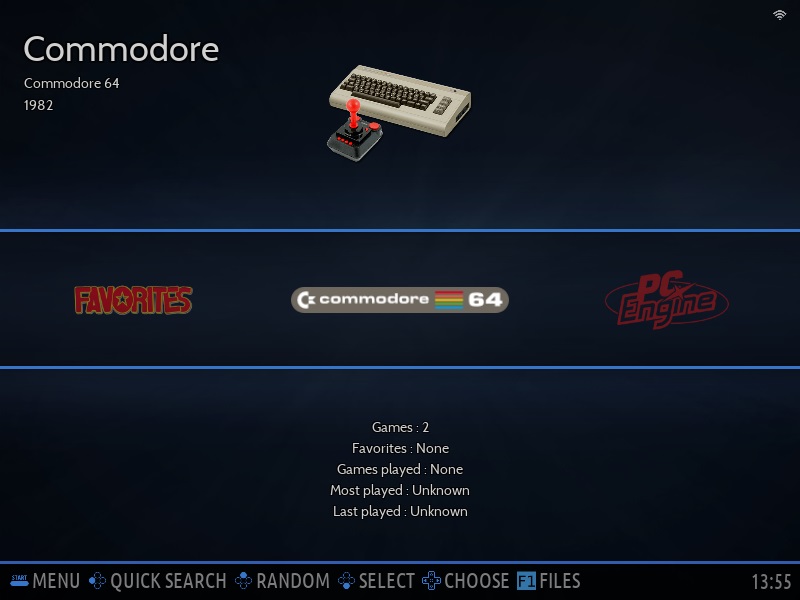 Commodore
Commodore 64
1982
FAVORITES
commodore 64
PC
Engine
Games : 2
Favorites : None
Games played : None
Most played : Unknown
Last played : Unknown
START MENU QUICK SEARCH RANDOM SELECT CHOOSE F1 FILES 13:55